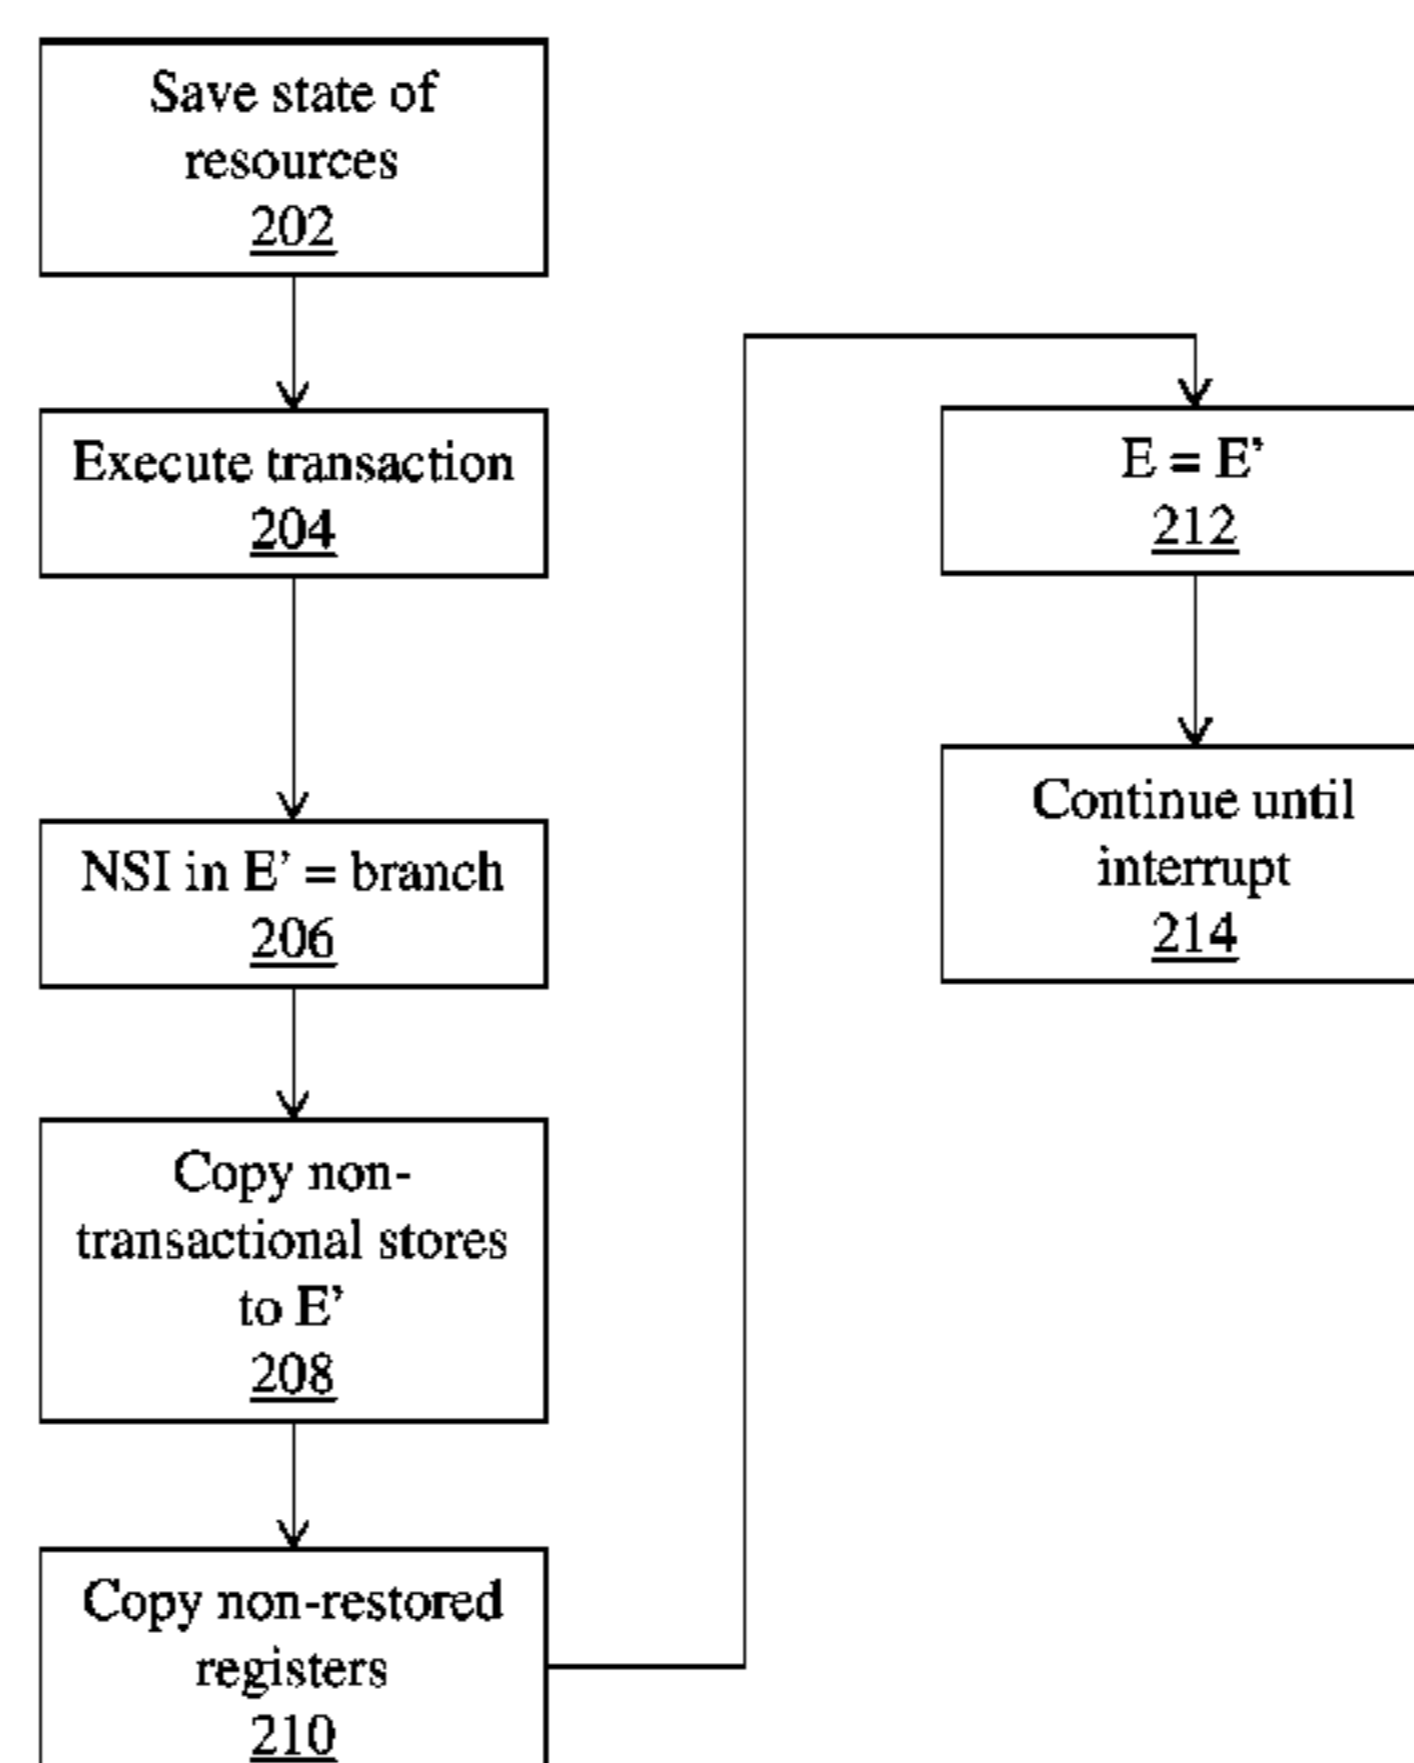 Save state of
resources
202
Execute transaction
204
NSI in E’ = branch
206
Copy non-
transactional stores
to E’
208
Copy non-restored
registers
210
E = E’
212
Continue until
interrupt
214